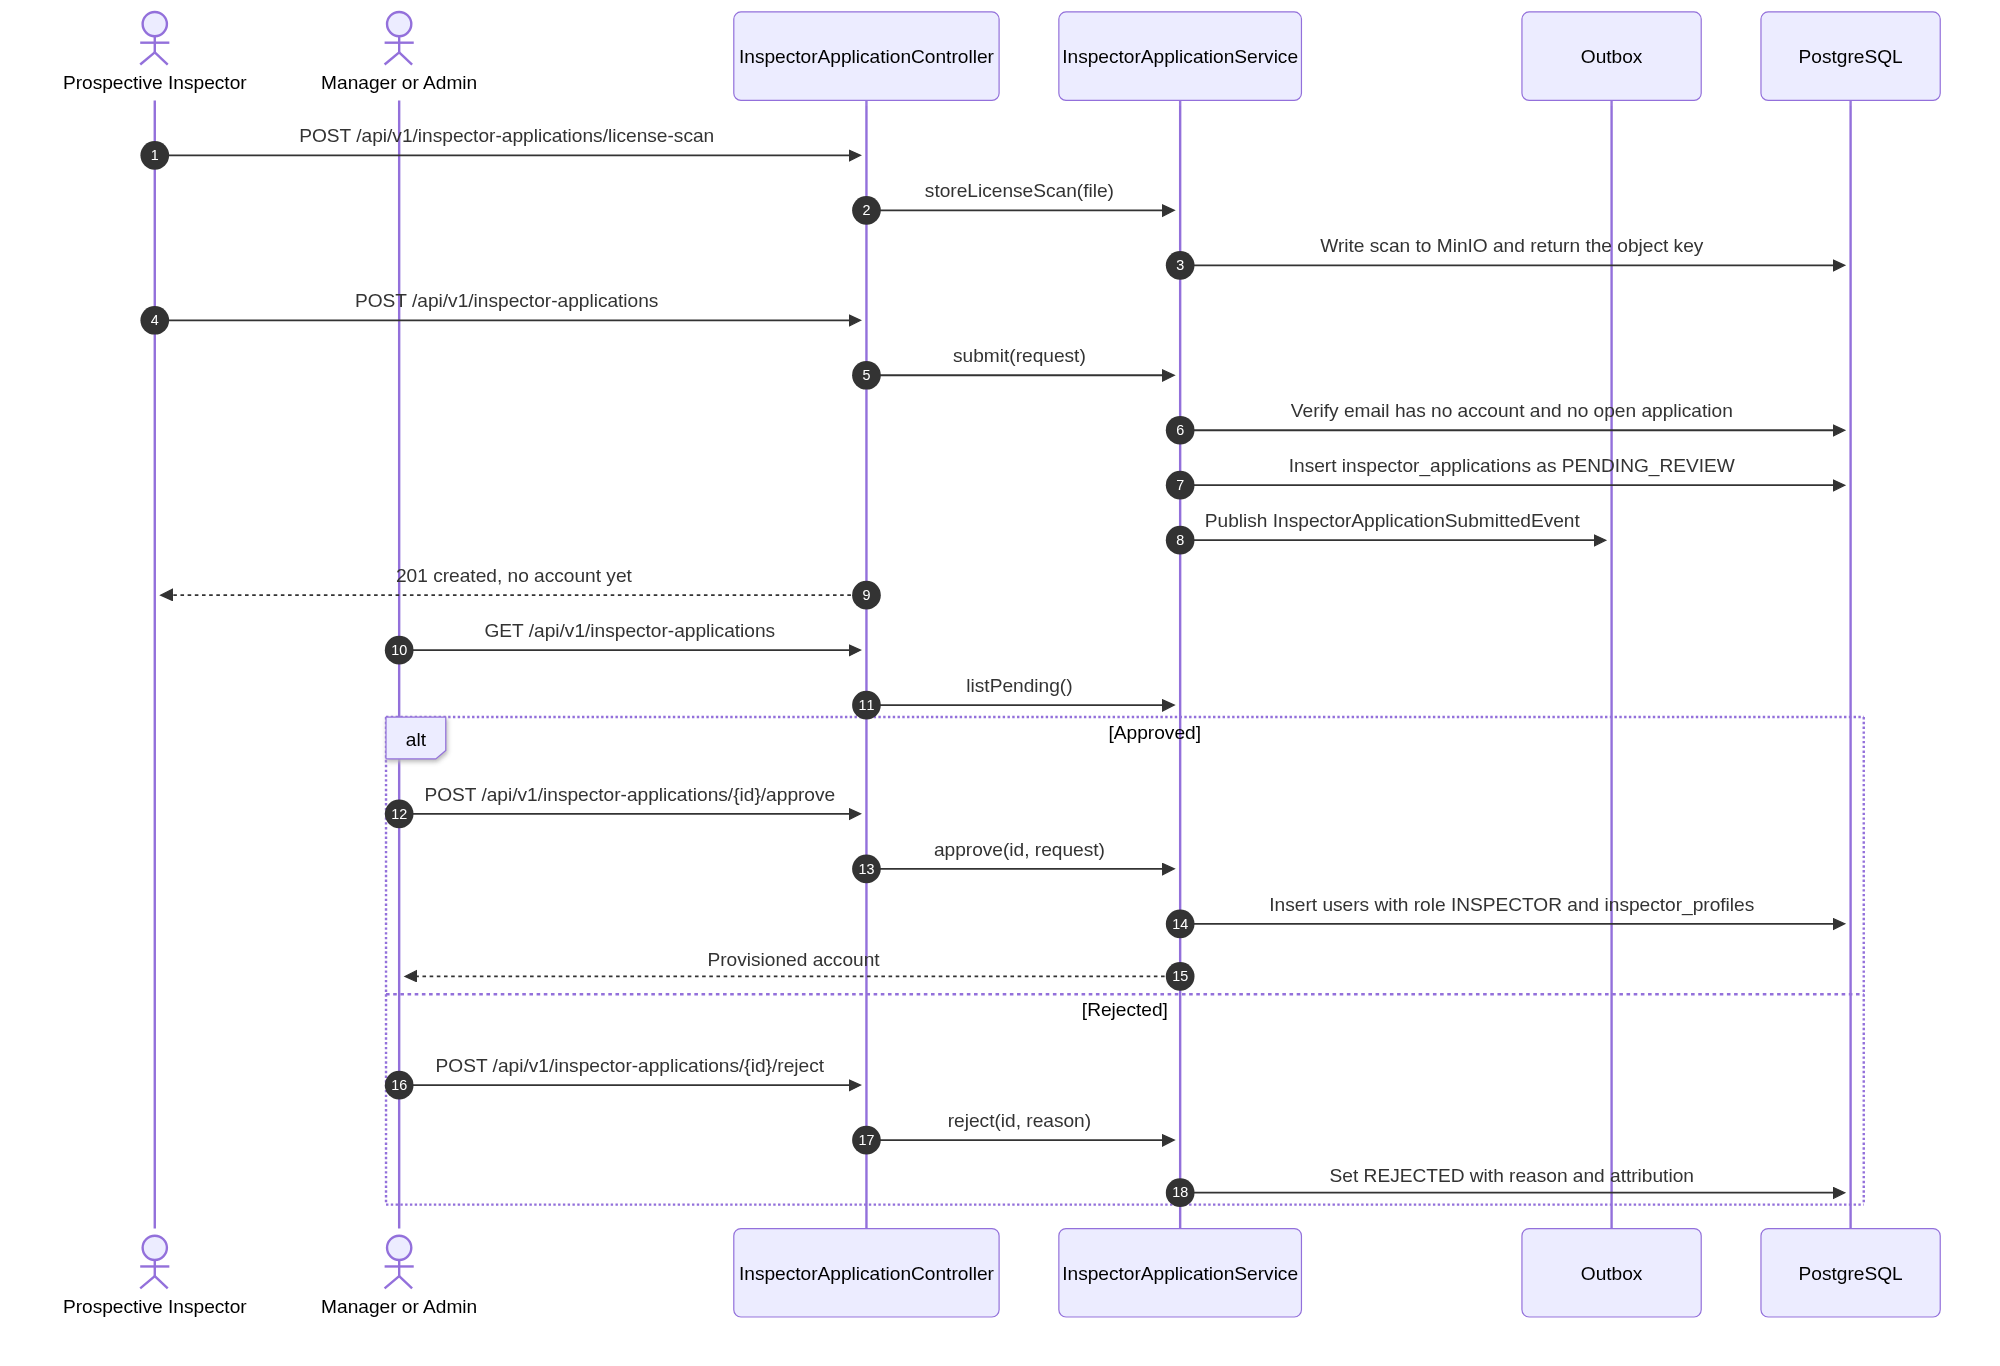 Prospective Inspector
Manager or Admin
InspectorApplicationController
InspectorApplicationService
Outbox
PostgreSQL
POST /api/v1/inspector-applications/license-scan
1
storeLicenseScan(file)
2
Write scan to MinIO and return the object key
3
POST /api/v1/inspector-applications
4
submit(request)
5
Verify email has no account and no open application
6
Insert inspector_applications as PENDING_REVIEW
7
Publish InspectorApplicationSubmittedEvent
8
201 created, no account yet
9
GET /api/v1/inspector-applications
10
listPending()
11
alt
[Approved]
POST /api/v1/inspector-applications/{id}/approve
12
approve(id, request)
13
Insert users with role INSPECTOR and inspector_profiles
14
Provisioned account
15
[Rejected]
POST /api/v1/inspector-applications/{id}/reject
16
reject(id, reason)
17
Set REJECTED with reason and attribution
18
Prospective Inspector
Manager or Admin
InspectorApplicationController
InspectorApplicationService
Outbox
PostgreSQL